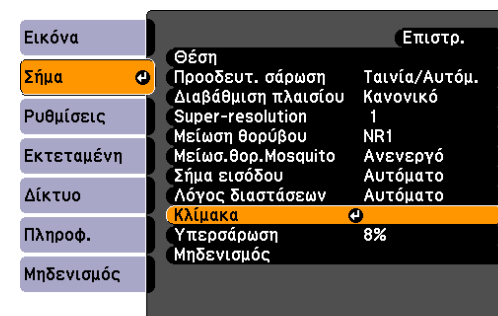 Εικόνα
Σήμα
Ρυθμίσεις
Εκτεταμένη
Δίκτυο
Πληροφ.
Μηδενισμός
Επιστρ.
Θέση
Προοδευτ. σάρωση Ταινία/Αυτόμ.
Διαβάθμιση πλαισίου Κανονικό
Super-resolution 1
Μείωση θορύβου NR1
Μείωσ.θορ.Mosquito Ανενεργό
Σήμα εισόδου Αυτόματο
Λόγος διαστάσεων Αυτόματο
Κλίμακα
Υπερσάρωση 8%
Μηδενισμός